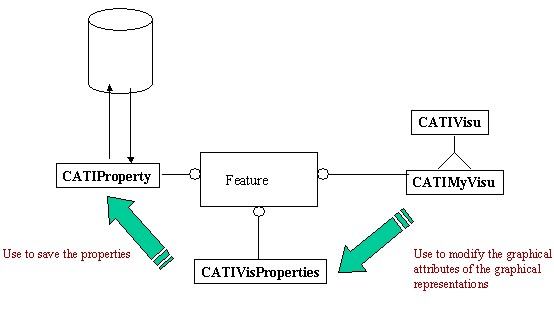 CATIVisu
CATIProperty
Feature
CATIMyVisu
Use to save the properties
CATIVisProperties
Use to modify the graphical
attributes of the graphical
representations